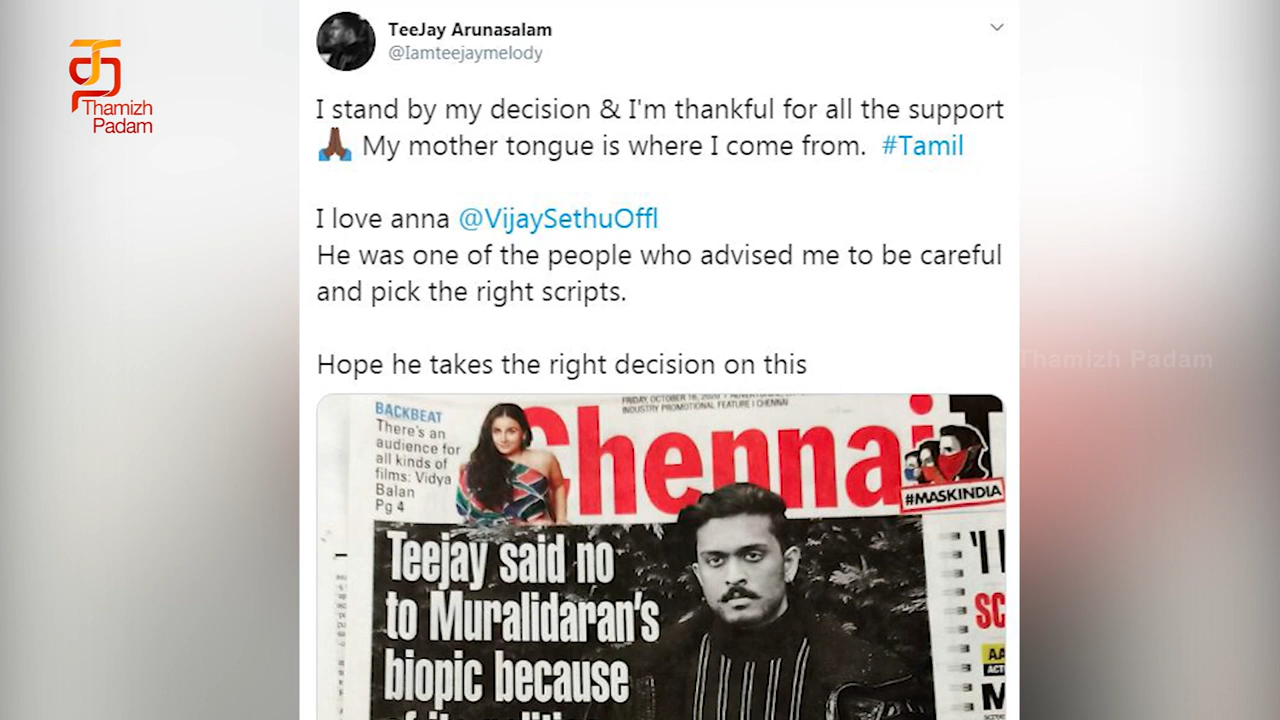 Thamizh
Padam
TeeJay Arunasalam
@Iamteejaymelody
I stand by my decision & I'm thankful for all the support
🙏🏿 My mother tongue is where I come from. #Tamil
I love anna @VijaySethuOffl
He was one of the people who advised me to be careful
and pick the right scripts.
Hope he takes the right decision on this
Thamizh Padam
BACKBEAT
There's an
audience for
all kinds of
films: Vidya
Balan
Pg 4
FRIDAY, OCTOBER 16, 2020
INDUSTRY PROMOTIONAL FEATURE | CHENNAI
Chennai T
#MASKINDIA
Teejay said no
to Muralidaran's
biopic because
'I
SC
AA
ACT
M